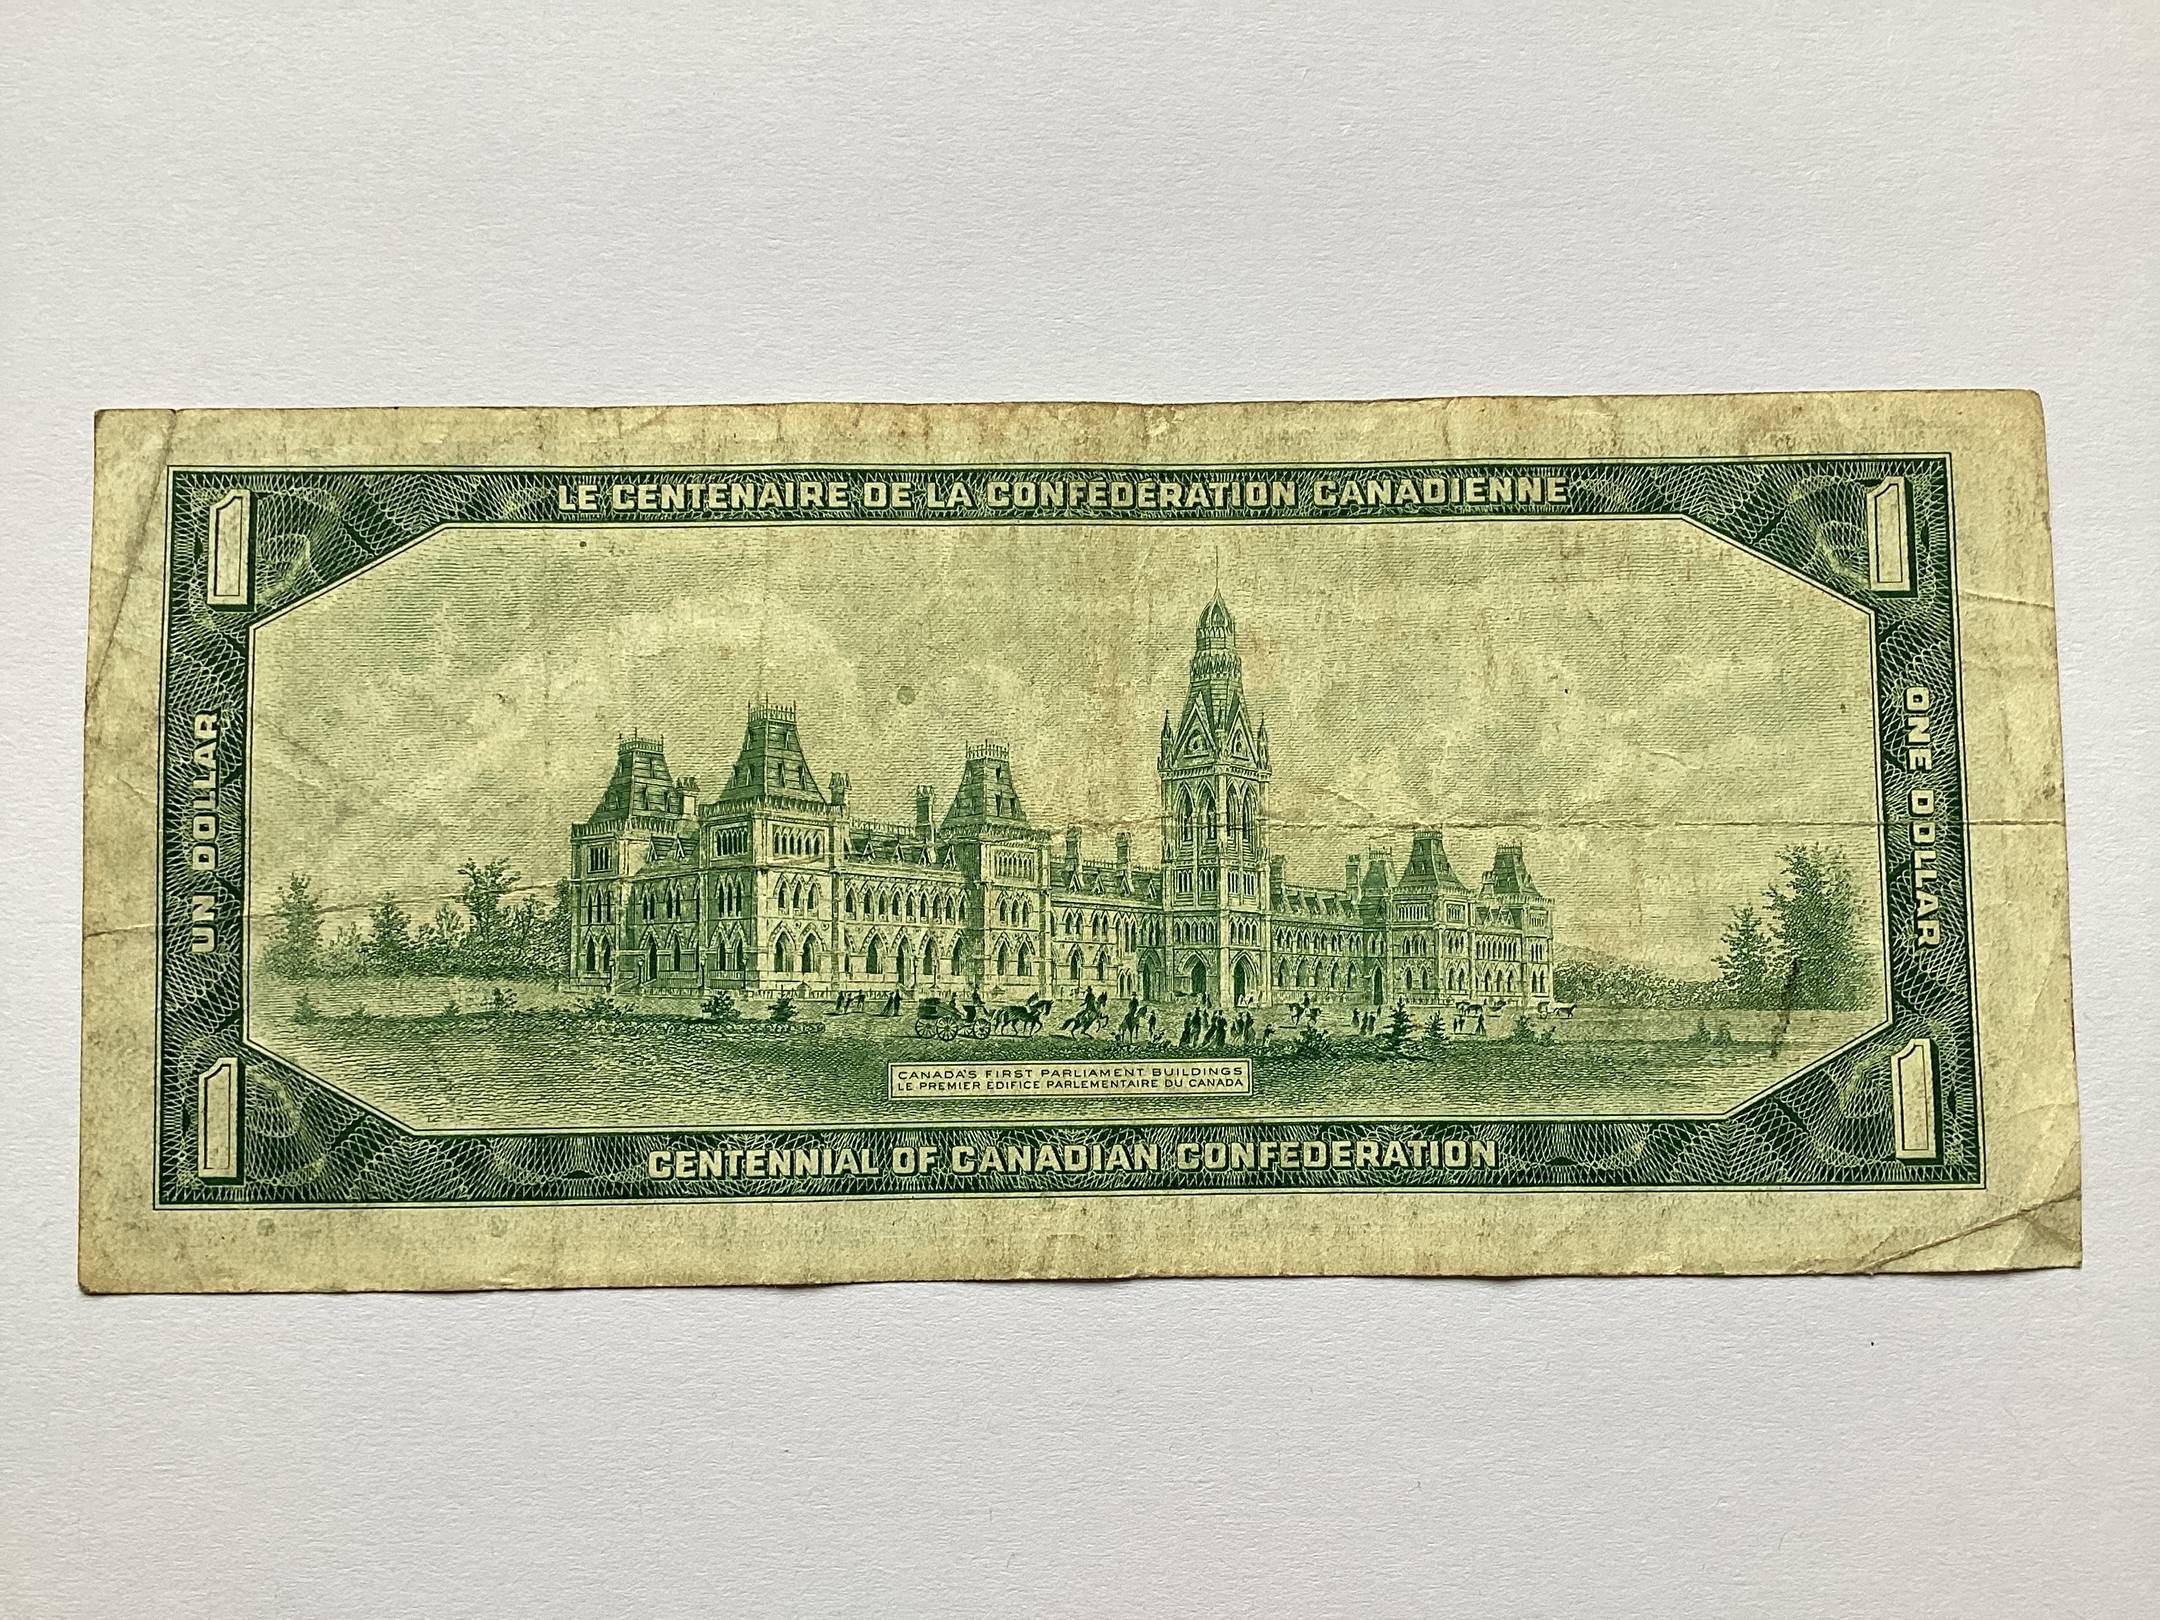 1
LE CENTENAIRE DE LA CONFEDERATION CANADIENNE
1
UN DOLLAR
ONE DOLLAR
CANADA'S FIRST PARLIAMENT BUILDINGS
LE PREMIER EDIFICE PARLEMENTAIRE DU CANADA
1
CENTENNIAL OF CANADIAN CONFEDERATION
1